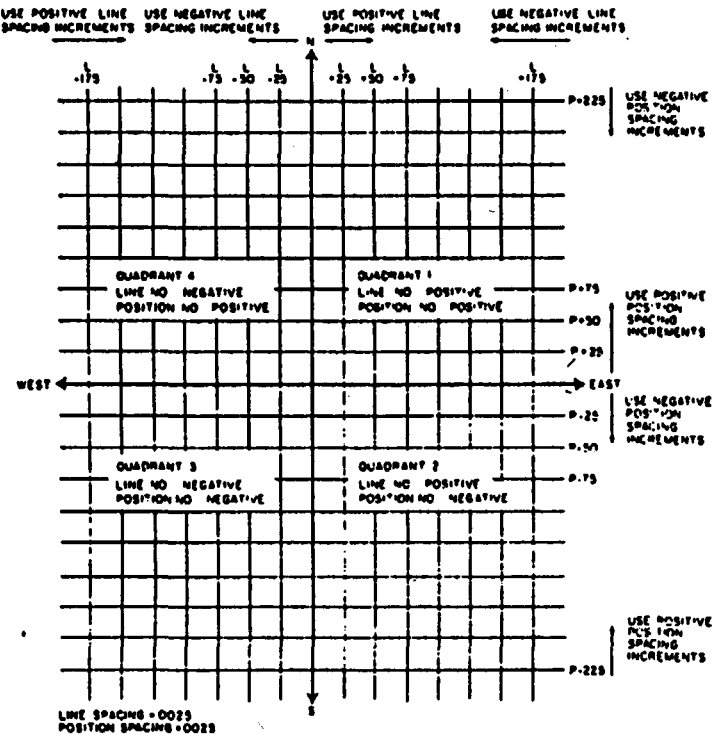 USE POSITIVE LINE
SPACING INCREMENTS
USE NEGATIVE LINE
SPACING INCREMENTS
USE POSITIVE LINE
SPACING INCREMENTS
USE NEGATIVE LINE
SPACING INCREMENTS
N
L L L L L L L L
-175 -75 -50 -25 +25 +50 +75 +175
P+225
USE NEGATIVE
POSITION
SPACING
INCREMENTS
QUADRANT 4
LINE NO NEGATIVE
POSITION NO POSITIVE
QUADRANT 1
LINE NO POSITIVE
POSITION NO POSITIVE
P+75
P+50
P+25
USE POSITIVE
POSITION
SPACING
INCREMENTS
WEST
EAST
P-25
P-50
P-75
USE NEGATIVE
POSITION
SPACING
INCREMENTS
QUADRANT 3
LINE NO NEGATIVE
POSITION NO NEGATIVE
QUADRANT 2
LINE NO POSITIVE
POSITION NO NEGATIVE
USE POSITIVE
POSITION
SPACING
INCREMENTS
P-225
S
LINE SPACING =0025
POSITION SPACING =0025